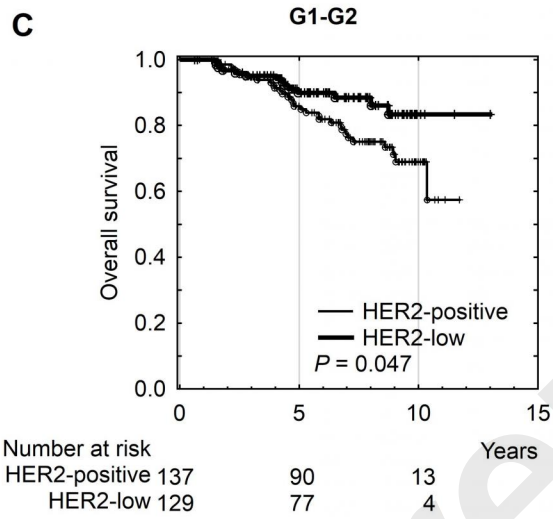 C
G1-G2
Overall survival
1.0
0.8
0.6
0.4
0.2
0.0
HER2-positive
HER2-low
P = 0.047
0 5 10 15
Years
Number at risk
HER2-positive 137 90 13
HER2-low 129 77 4